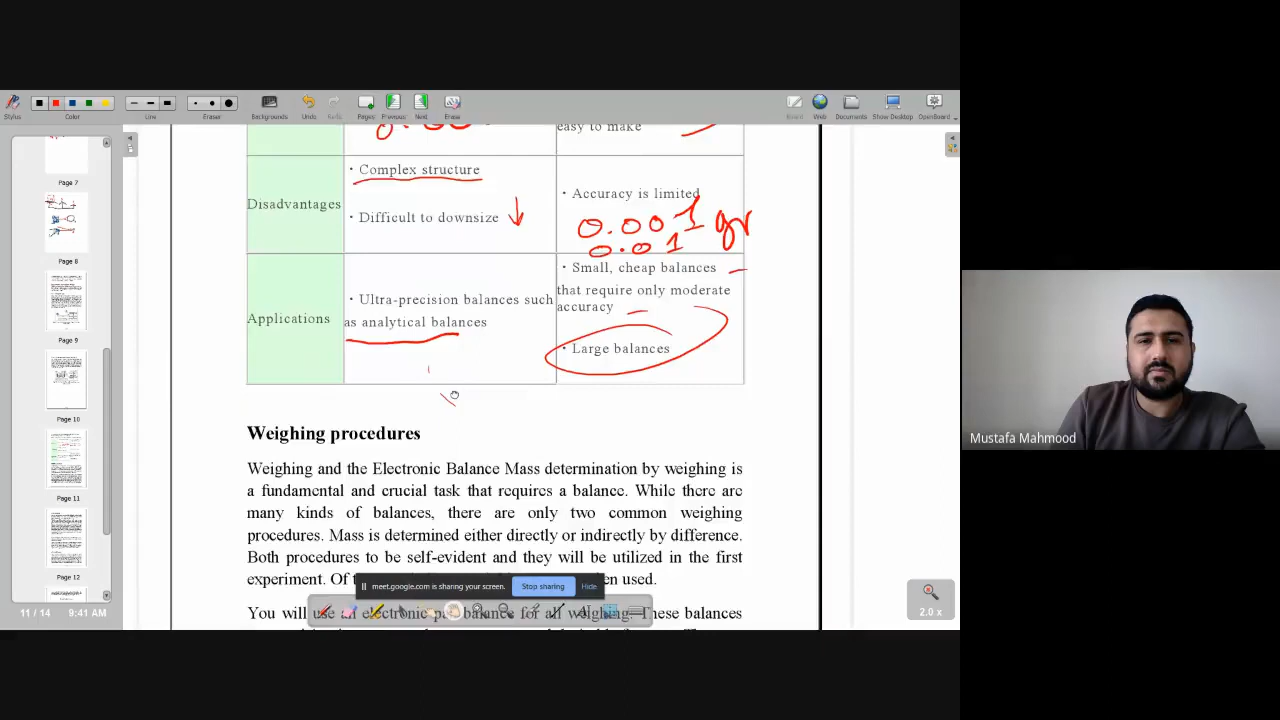 Stylus
Color
Line
Eraser
Backgrounds
Undo
Redo
Pages
Previous
Next
Erase
Board
Web
Documents
Show-Desktop
OpenBoard
Page 7
Page 8
Page 9
Page 10
Page 11
Page 12
easy to make
Disadvantages
· Complex structure
· Difficult to downsize
· Accuracy is limited
0.001 gr
0.01
Applications
· Ultra-precision balances such
as analytical balances
· Small, cheap balances
that require only moderate
accuracy
· Large balances
Weighing procedures
Weighing and the Electronic Balance Mass determination by weighing is
a fundamental and crucial task that requires a balance. While there are
many kinds of balances, there are only two common weighing
procedures. Mass is determined either directly or indirectly by difference.
Both procedures to be self-evident and they will be utilized in the first
experiment. Of used.
meet.google.com is sharing your screen.
Stop sharing
Hide
You will use an electronic balance for all weighing. These balances
11 / 14
9:41 AM
2.0 x
Mustafa Mahmood